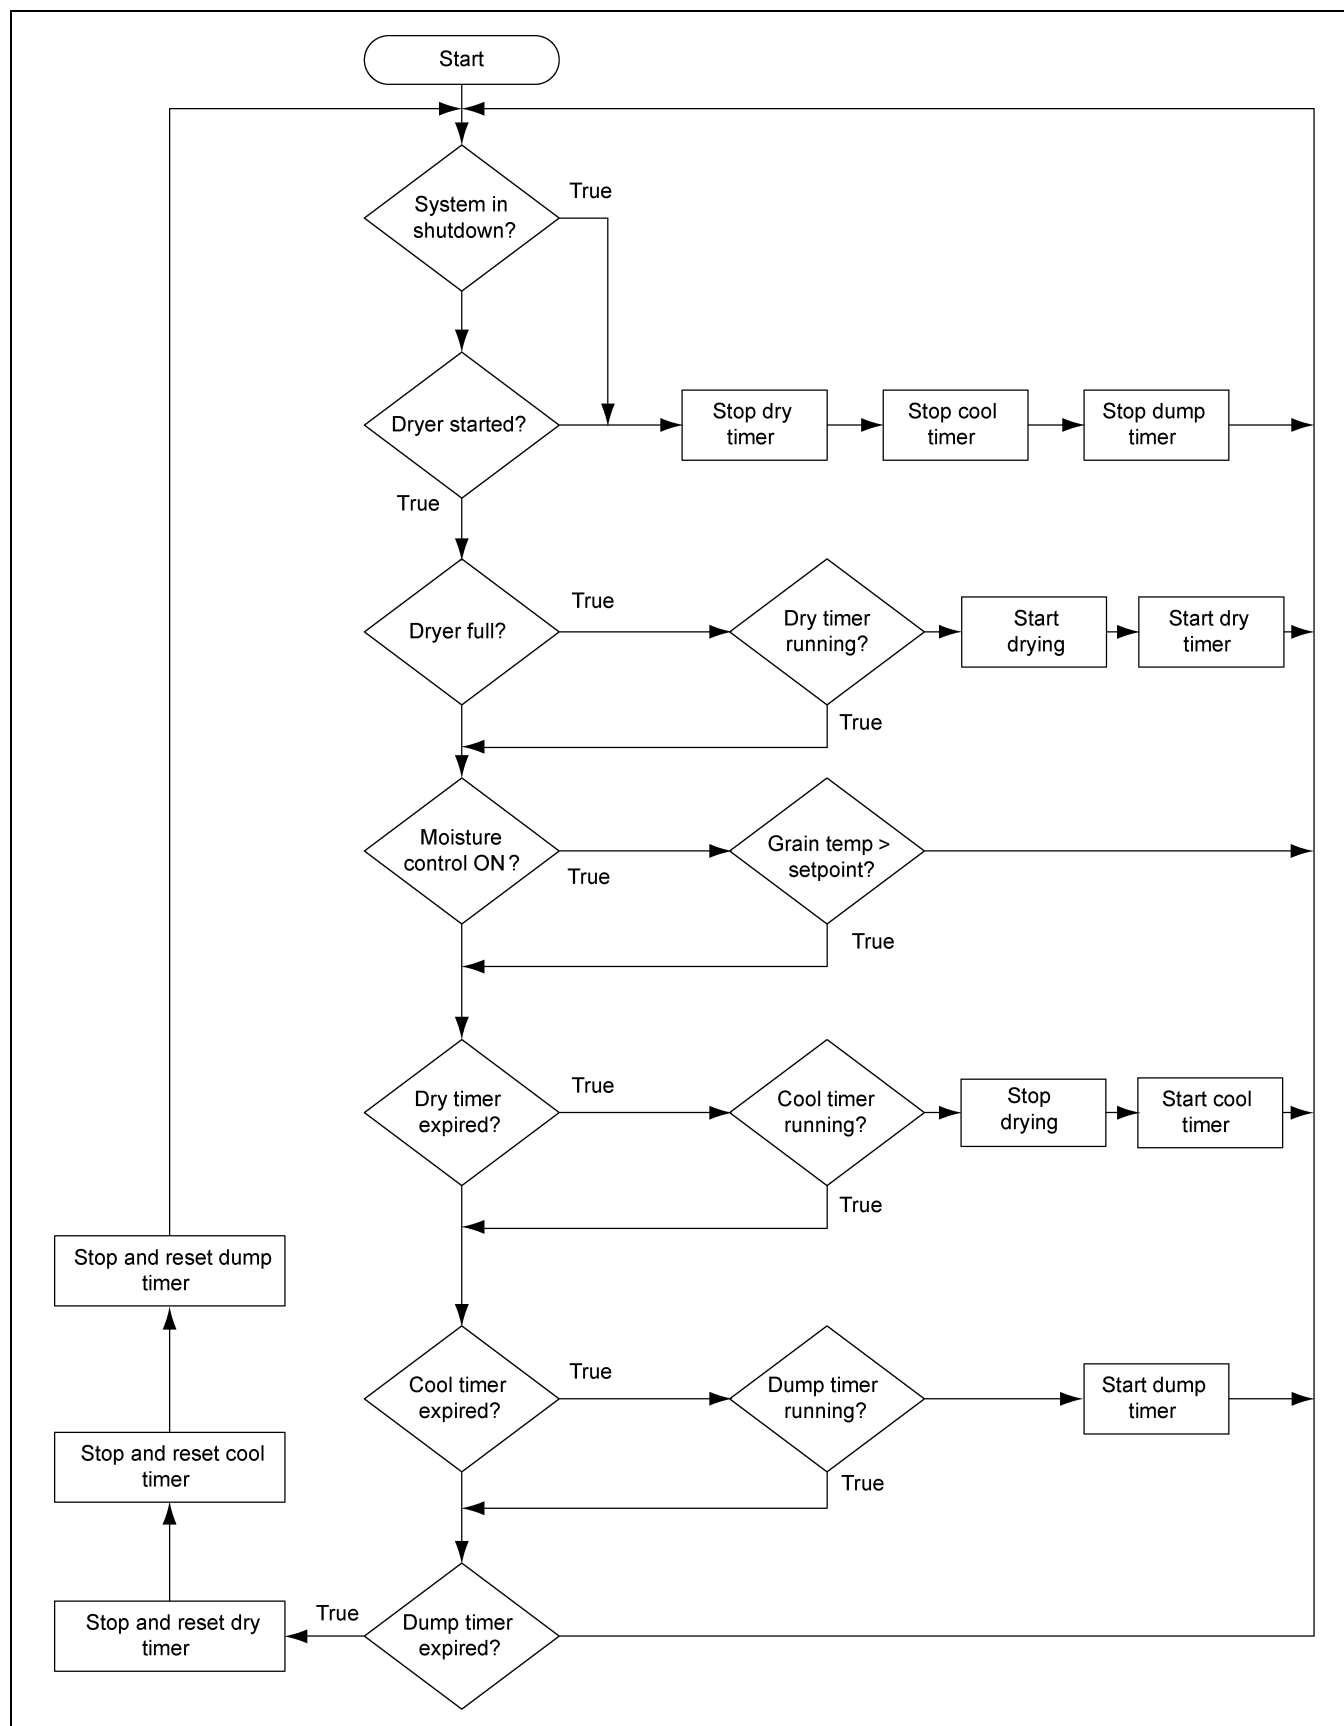 Start
True
System in
shutdown?
Dryer started?
Stop dry
timer
Stop cool
timer
Stop dump
timer
True
Dryer full?
True
Dry timer
running?
Start
drying
Start dry
timer
True
Moisture
control ON?
True
Grain temp >
setpoint?
True
Dry timer
expired?
True
Cool timer
running?
Stop
drying
Start cool
timer
True
Stop and reset dump
timer
Cool timer
expired?
True
Dump timer
running?
Start dump
timer
True
Stop and reset cool
timer
Stop and reset dry
timer
True
Dump timer
expired?